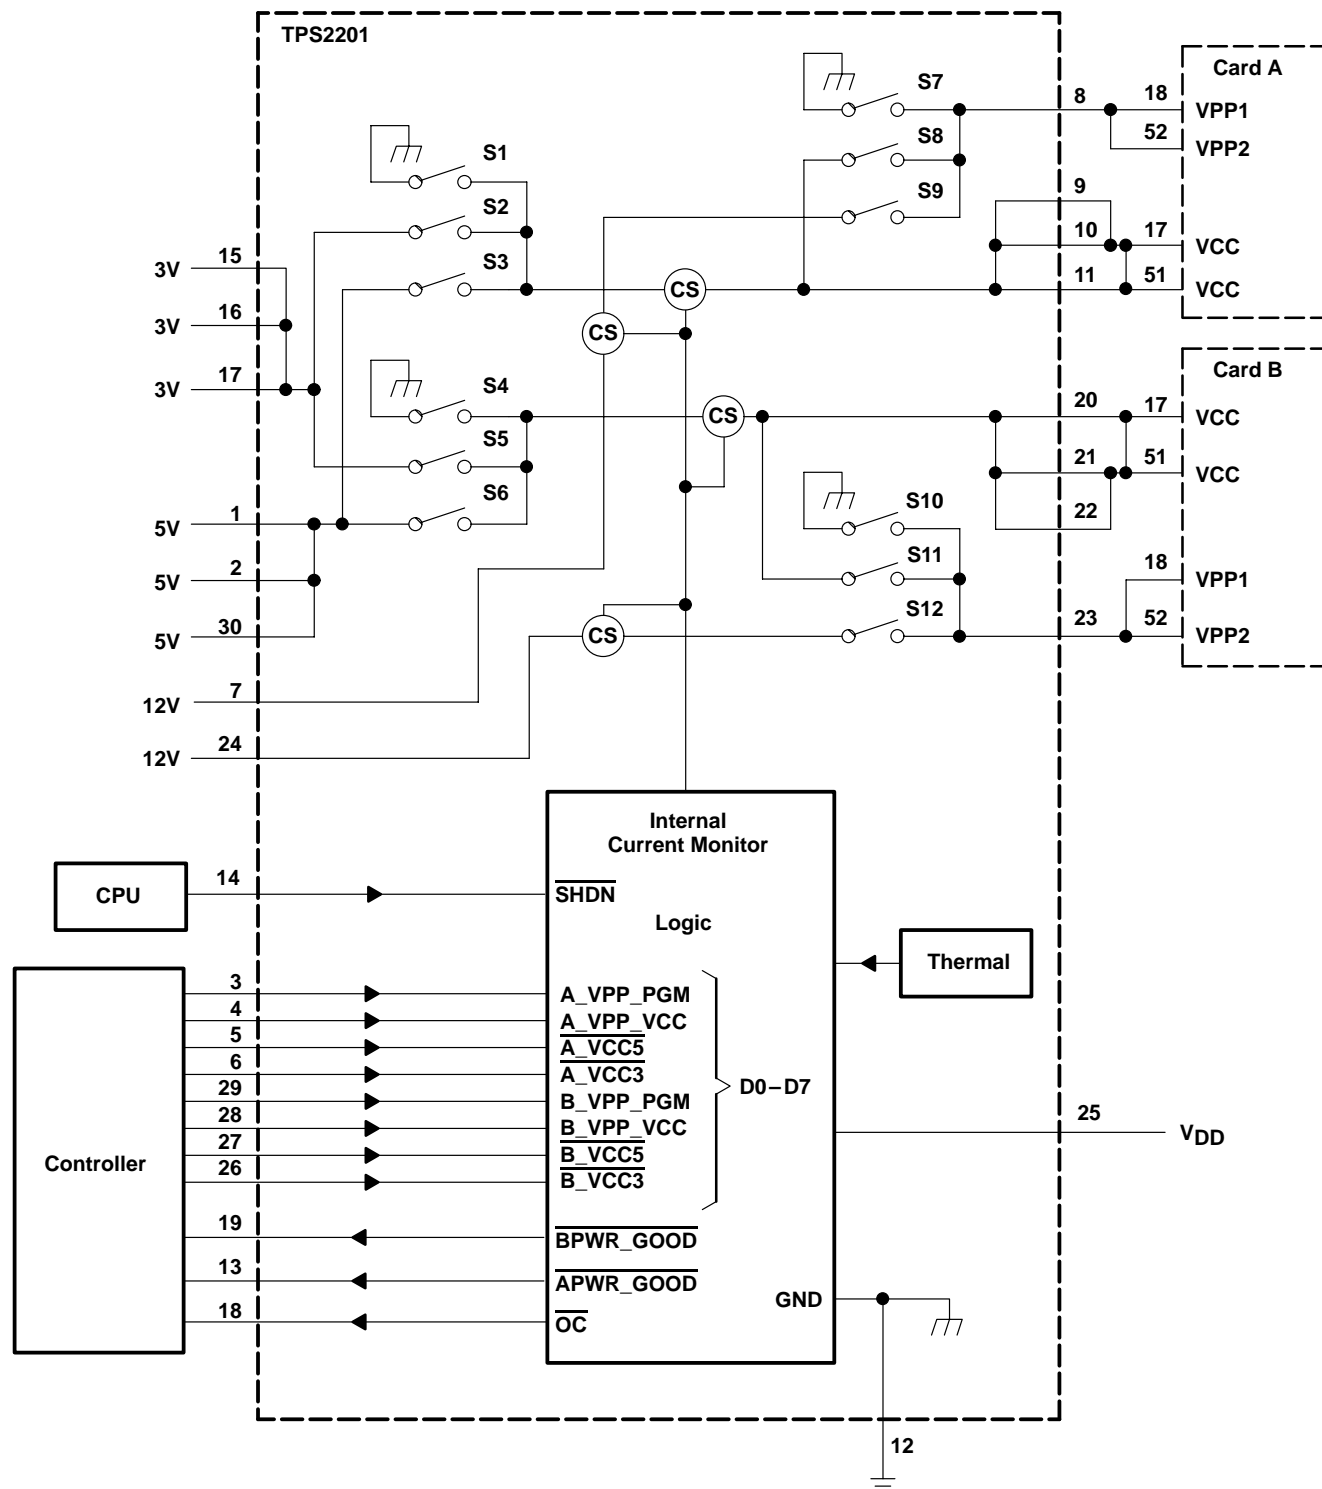 TPS2201
Card A
S7
8
18
VPP1
52
VPP2
S8
S1
S9
9
S2
10
17
VCC
3V
15
S3
CS
11
51
VCC
3V
16
CS
3V
17
Card B
S4
CS
20
17
VCC
S5
21
51
VCC
S6
S10
22
5V
1
S11
18
VPP1
5V
2
S12
23
52
VPP2
5V
30
CS
12V
7
12V
24
Internal
Current Monitor
CPU
14
SHDN
Logic
Thermal
3
A_VPP_PGM
4
A_VPP_VCC
5
A_VCC5
6
A_VCC3
D0–D7
29
B_VPP_PGM
28
B_VPP_VCC
25
VDD
27
B_VCC5
Controller
26
B_VCC3
19
BPWR_GOOD
13
APWR_GOOD
GND
18
OC
12